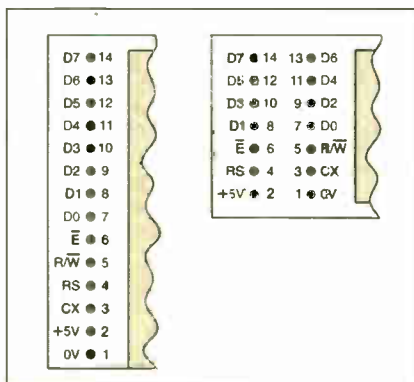 D7 14
D6 13
D5 12
D4 11
D3 10
D2 9
D1 8
D0 7
E̅ 6
R/W̅ 5
RS 4
CX 3
+5V 2
0V 1
D7 14 13 D6
D5 12 11 D4
D3 10 9 D2
D1 8 7 D0
E̅ 6 5 R/W̅
RS 4 3 CX
+5V 2 1 0V